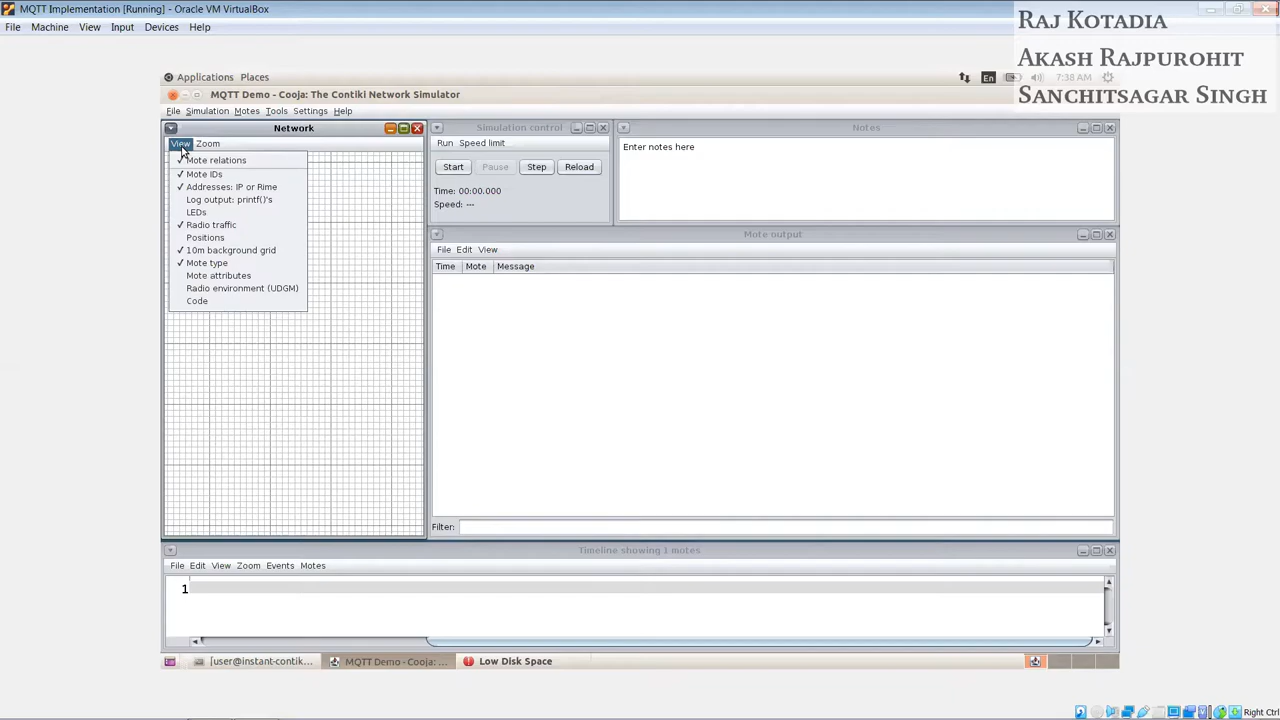 MQTT Implementation [Running] - Oracle VM VirtualBox
File Machine View Input Devices Help
RAJ KOTADIA
AKASH RAJPUROHIT
SANCHITSAGAR SINGH
Applications Places
En
7:38 AM
MQTT Demo - Cooja: The Contiki Network Simulator
File Simulation Motes Tools Settings Help
Network
View Zoom
Mote relations
Mote IDs
Addresses: IP or Rime
Log output: printf()'s
LEDs
Radio traffic
Positions
10m background grid
Mote type
Mote attributes
Radio environment (UDGM)
Code
Simulation control
Run Speed limit
Start Pause Step Reload
Time: 00:00.000
Speed: ---
Notes
Enter notes here
Mote output
File Edit View
Time Mote Message
Filter:
Timeline showing 1 motes
File Edit View Zoom Events Motes
1
[user@instant-contik...
MQTT Demo - Cooja: ...
Low Disk Space
Right Ctrl